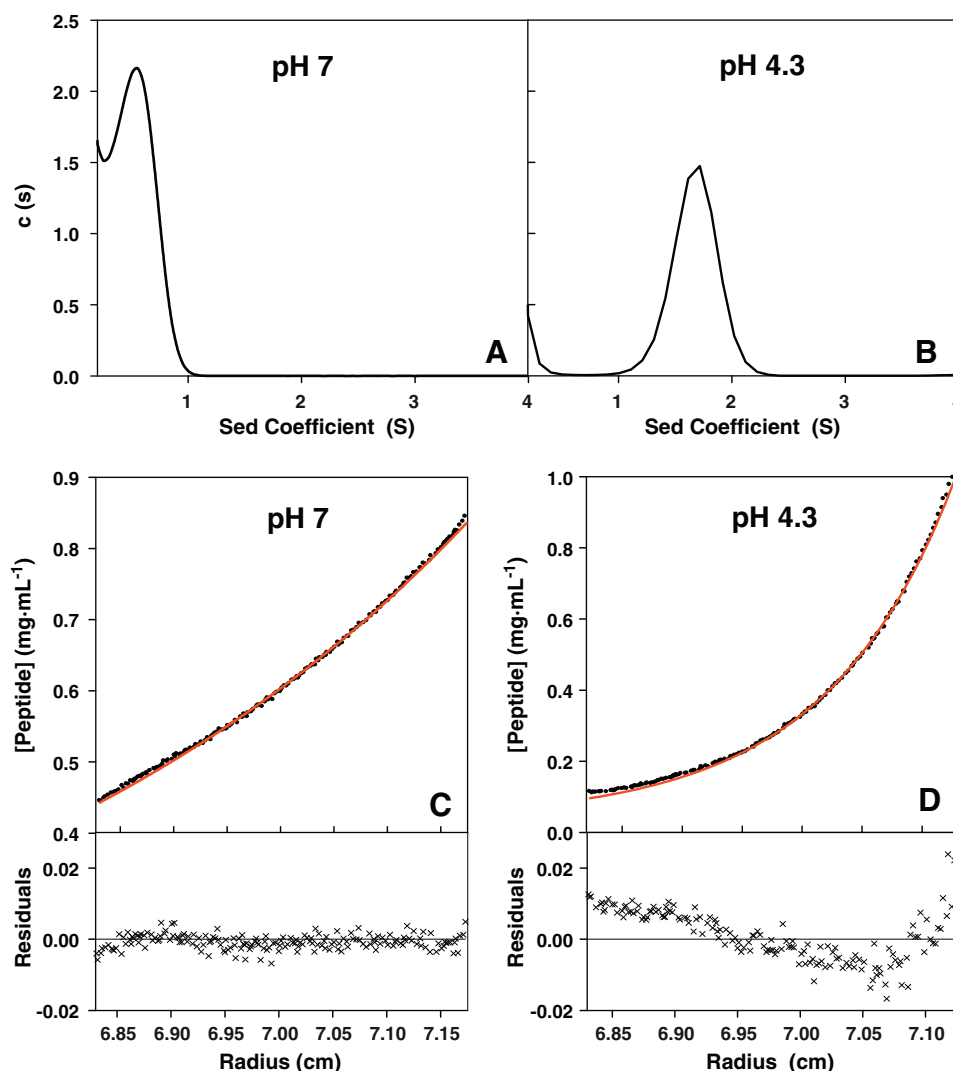 2.5
2.0
1.5
1.0
0.5
0.0
c (s)
pH 7
A
1 2 3 4
Sed Coefficient (S)
pH 4.3
B
1 2 3
Sed Coefficient (S)
0.9
0.8
0.7
0.6
0.5
0.4
[Peptide] (mg·mL-1)
pH 7
C
0.02
0.00
-0.02
Residuals
6.85 6.90 6.95 7.00 7.05 7.10 7.15
Radius (cm)
1.0
0.8
0.6
0.4
0.2
0.0
[Peptide] (mg·mL-1)
pH 4.3
D
0.02
0.00
-0.02
Residuals
6.85 6.90 6.95 7.00 7.05 7.10
Radius (cm)